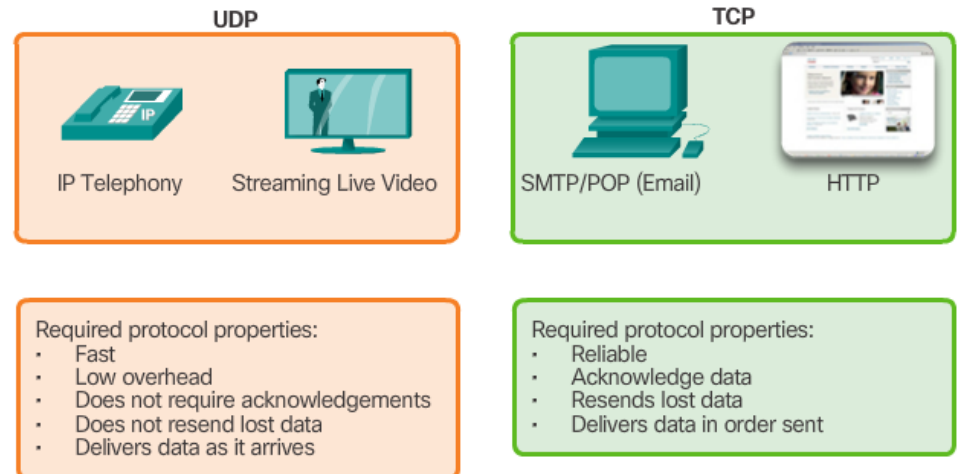 UDP
IP
IP Telephony
Streaming Live Video
Required protocol properties:
· Fast
· Low overhead
· Does not require acknowledgements
· Does not resend lost data
· Delivers data as it arrives
TCP
SMTP/POP (Email)
HTTP
Required protocol properties:
· Reliable
· Acknowledge data
· Resends lost data
· Delivers data in order sent